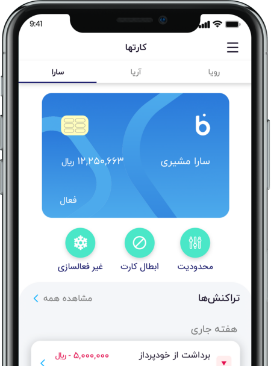 9:41
کارتها
رویا
آریا
سارا
سارا مشیری
۱۲,۲۵۰,۶۶۳ ریال
فعال
محدودیت
ابطال کارت
غیر فعالسازی
تراکنش‌ها
مشاهده همه
هفته جاری
برداشت از خودپرداز
۵,۰۰۰,۰۰۰ - ریال